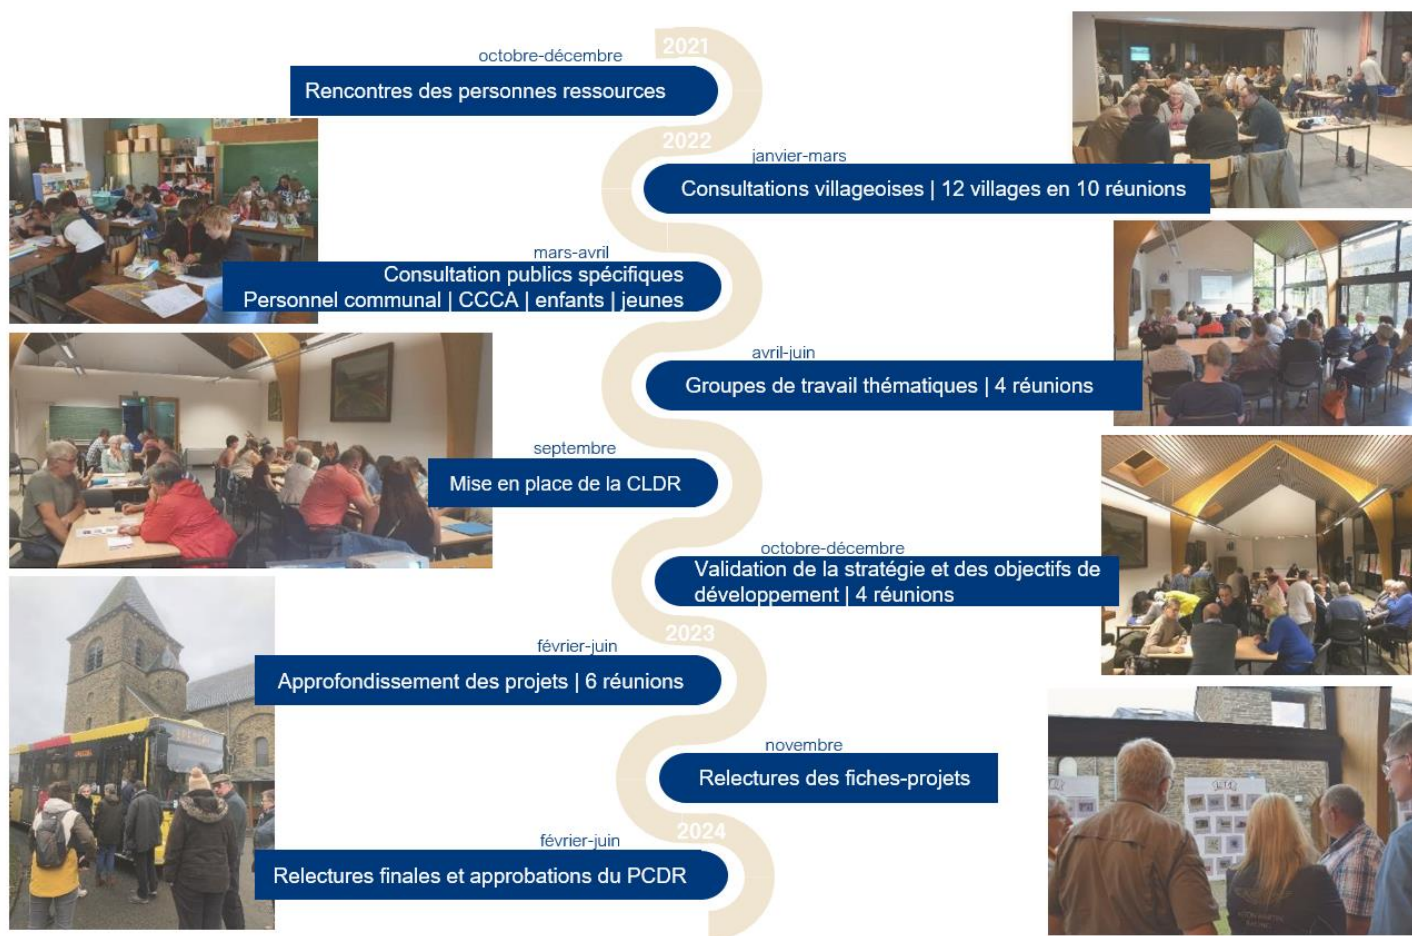 2021
octobre-décembre
Rencontres des personnes ressources
2022
janvier-mars
Consultations villageoises | 12 villages en 10 réunions
mars-avril
Consultation publics spécifiques
Personnel communal | CCCA | enfants | jeunes
avril-juin
Groupes de travail thématiques | 4 réunions
septembre
Mise en place de la CLDR
octobre-décembre
Validation de la stratégie et des objectifs de
développement | 4 réunions
2023
février-juin
Approfondissement des projets | 6 réunions
novembre
Relectures des fiches-projets
2024
février-juin
Relectures finales et approbations du PCDR